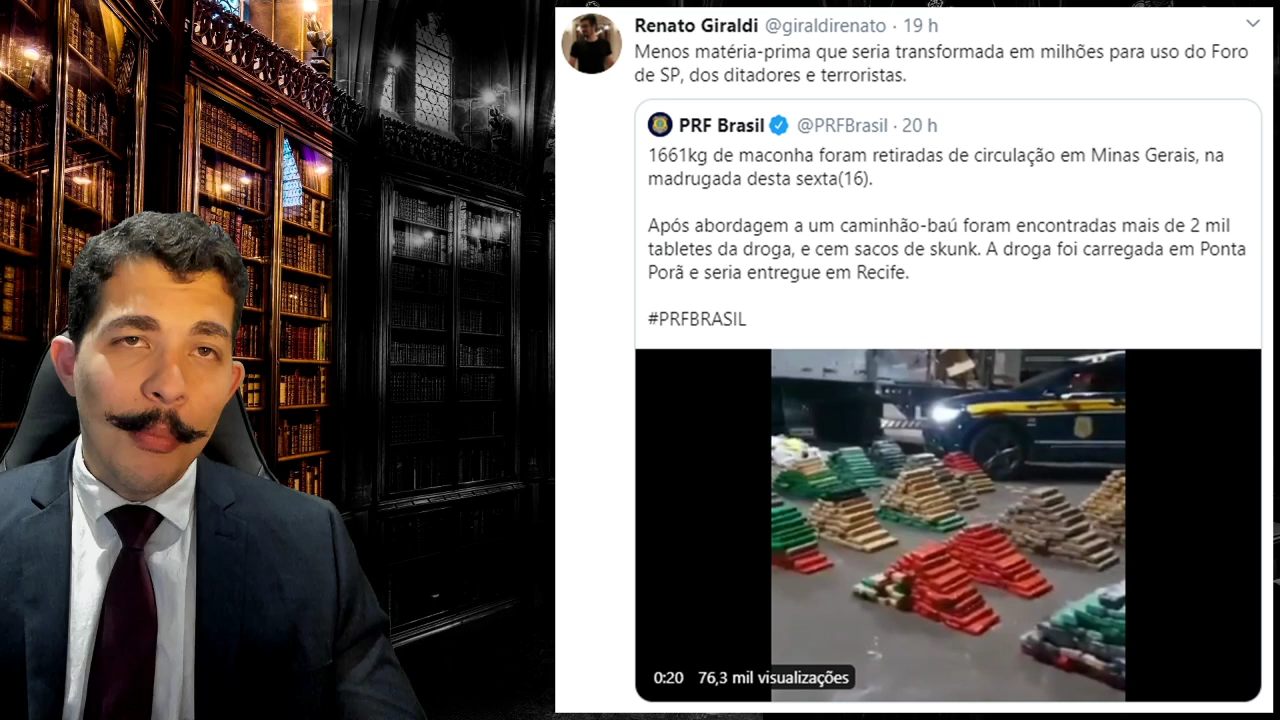 Renato Giraldi @giraldirenato · 19 h
Menos matéria-prima que seria transformada em milhões para uso do Foro
de SP, dos ditadores e terroristas.
PRF Brasil @PRFBrasil · 20 h
1661kg de maconha foram retiradas de circulação em Minas Gerais, na
madrugada desta sexta(16).
Após abordagem a um caminhão-baú foram encontradas mais de 2 mil
tabletes da droga, e cem sacos de skunk. A droga foi carregada em Ponta
Porã e seria entregue em Recife.
#PRFBRASIL
0:20 76,3 mil visualizações